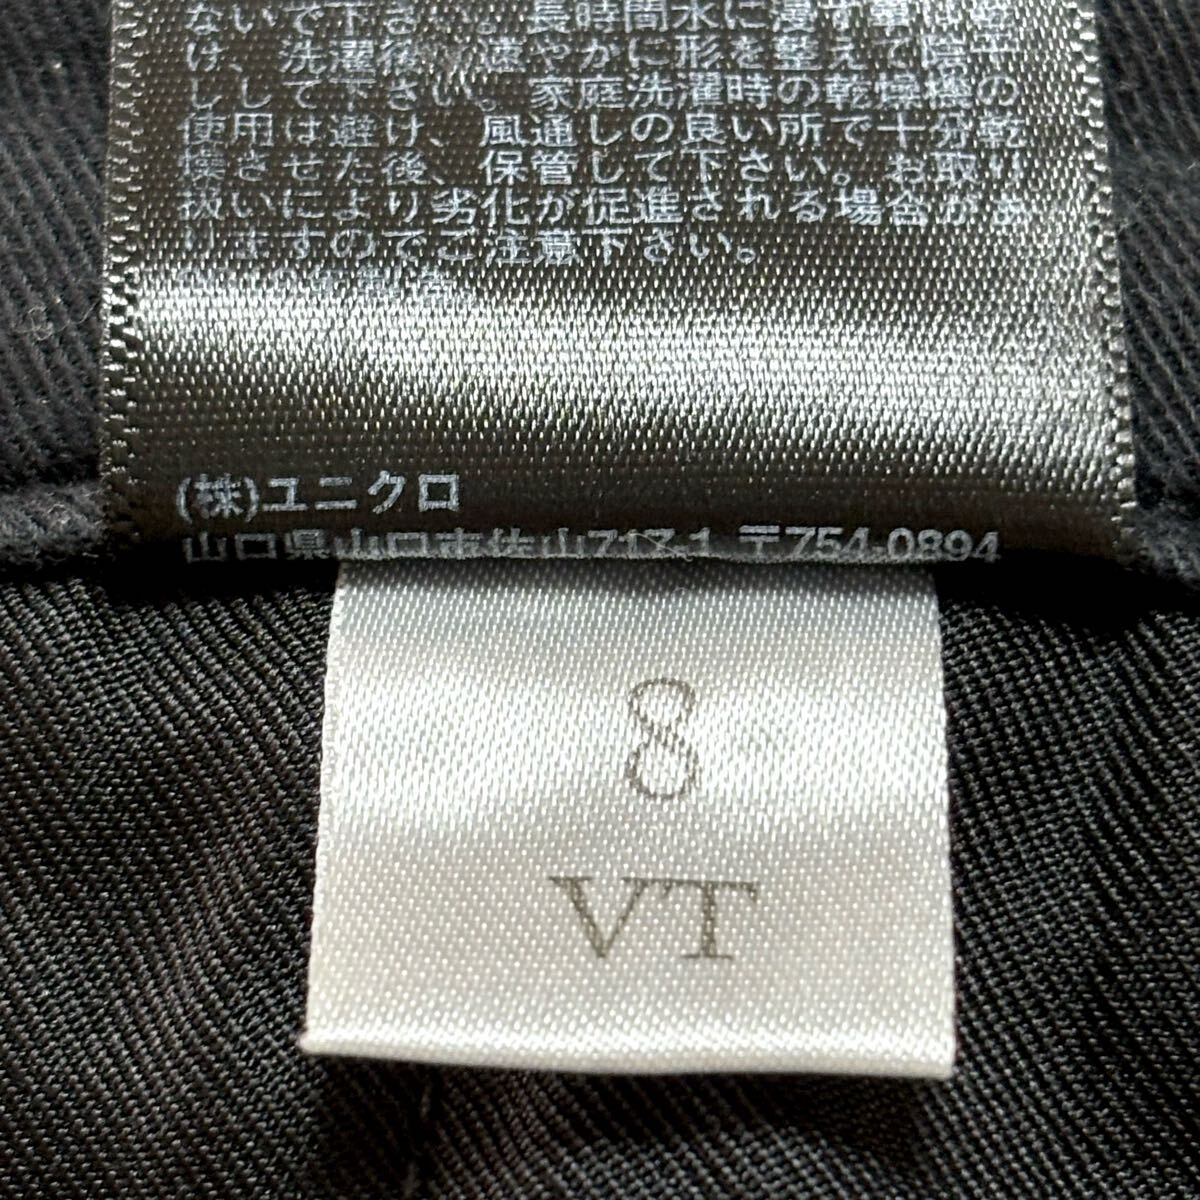 ないで下さい。長時間水に浸す事は避
け、洗濯後は速やかに形を整えて陰干
しして下さい。家庭洗濯時の乾燥機の
使用は避け、風通しの良い所で十分乾
燥させた後、保管して下さい。お取り
扱いにより劣化が促進される場合があ
りますのでご注意下さい。
(株)ユニクロ
山口県山口市佐山717-1 〒754-0894
8
VT